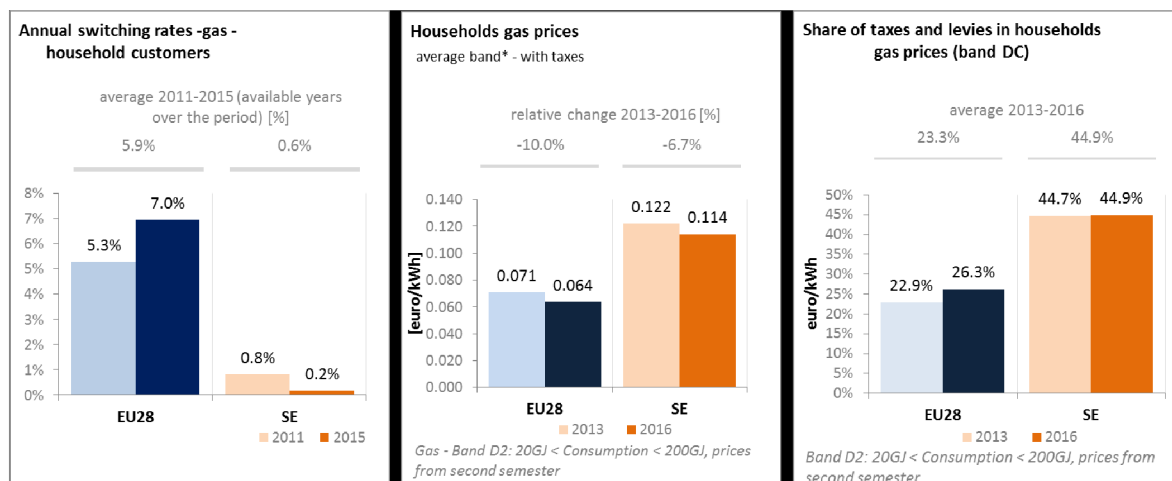 Annual switching rates -gas -
household customers
average 2011-2015 (available years
over the period) [%]
5.9%
0.6%
8%
7%
6%
5%
4%
3%
2%
1%
0%
5.3%
7.0%
0.8%
0.2%
EU28
SE
2011
2015
Households gas prices
average band* - with taxes
relative change 2013-2016 [%]
-10.0%
-6.7%
[euro/kWh]
0.140
0.120
0.100
0.080
0.060
0.040
0.020
0.000
0.071
0.064
0.122
0.114
EU28
SE
2013
2016
Gas - Band D2: 20GJ < Consumption < 200GJ, prices
from second semester
Share of taxes and levies in households
gas prices (band DC)
average 2013-2016
23.3%
44.9%
euro/kWh
50%
45%
40%
35%
30%
25%
20%
15%
10%
5%
0%
22.9%
26.3%
44.7%
44.9%
EU28
SE
2013
2016
Band D2: 20GJ < Consumption < 200GJ, prices from
second semester